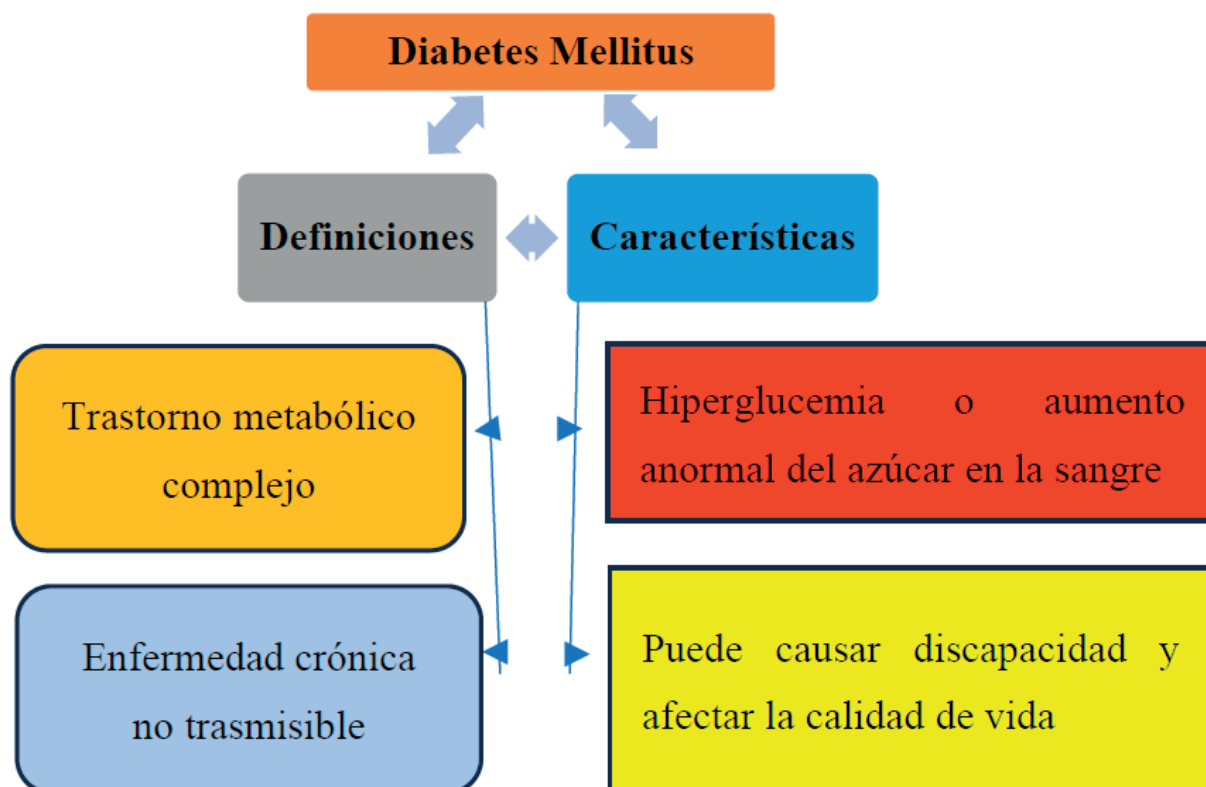 Diabetes Mellitus
Definiciones
Características
Trastorno metabólico
complejo
Hiperglucemia o aumento
anormal del azúcar en la sangre
Enfermedad crónica
no trasmisible
Puede causar discapacidad y
afectar la calidad de vida